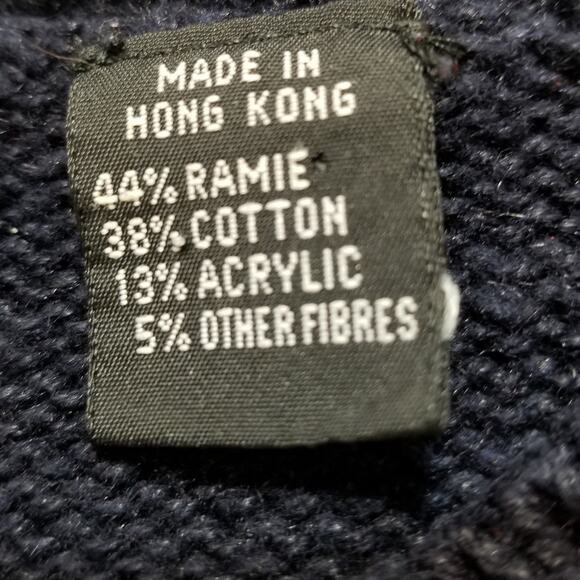 MADE IN
HONG KONG
44% RAMIE
38% COTTON
13% ACRYLIC
5% OTHER FIBRES